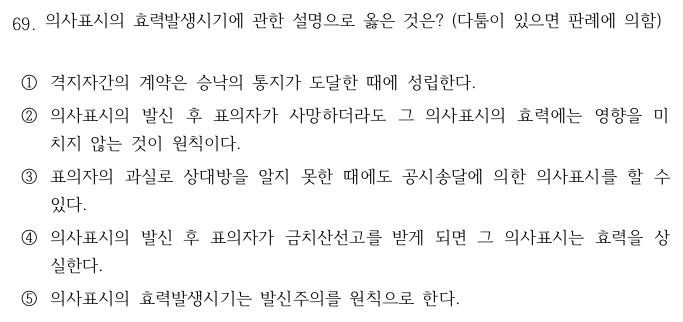 69. 의사표시의 효력발생시기에 관한 설명으로 옳은 것은? (다툼이 있으면 판례에 의함)
① 격지자간의 계약은 승낙의 통지가 도달한 때에 성립한다.
② 의사표시의 발신 후 표의자가 사망하더라도 그 의사표시의 효력에는 영향을 미
치지 않는 것이 원칙이다.
③ 표의자의 과실로 상대방을 알지 못한 때에도 공시송달에 의한 의사표시를 할 수
있다.
④ 의사표시의 발신 후 표의자가 금치산선고를 받게 되면 그 의사표시는 효력을 상
실한다.
⑤ 의사표시의 효력발생시기는 발신주의를 원칙으로 한다.